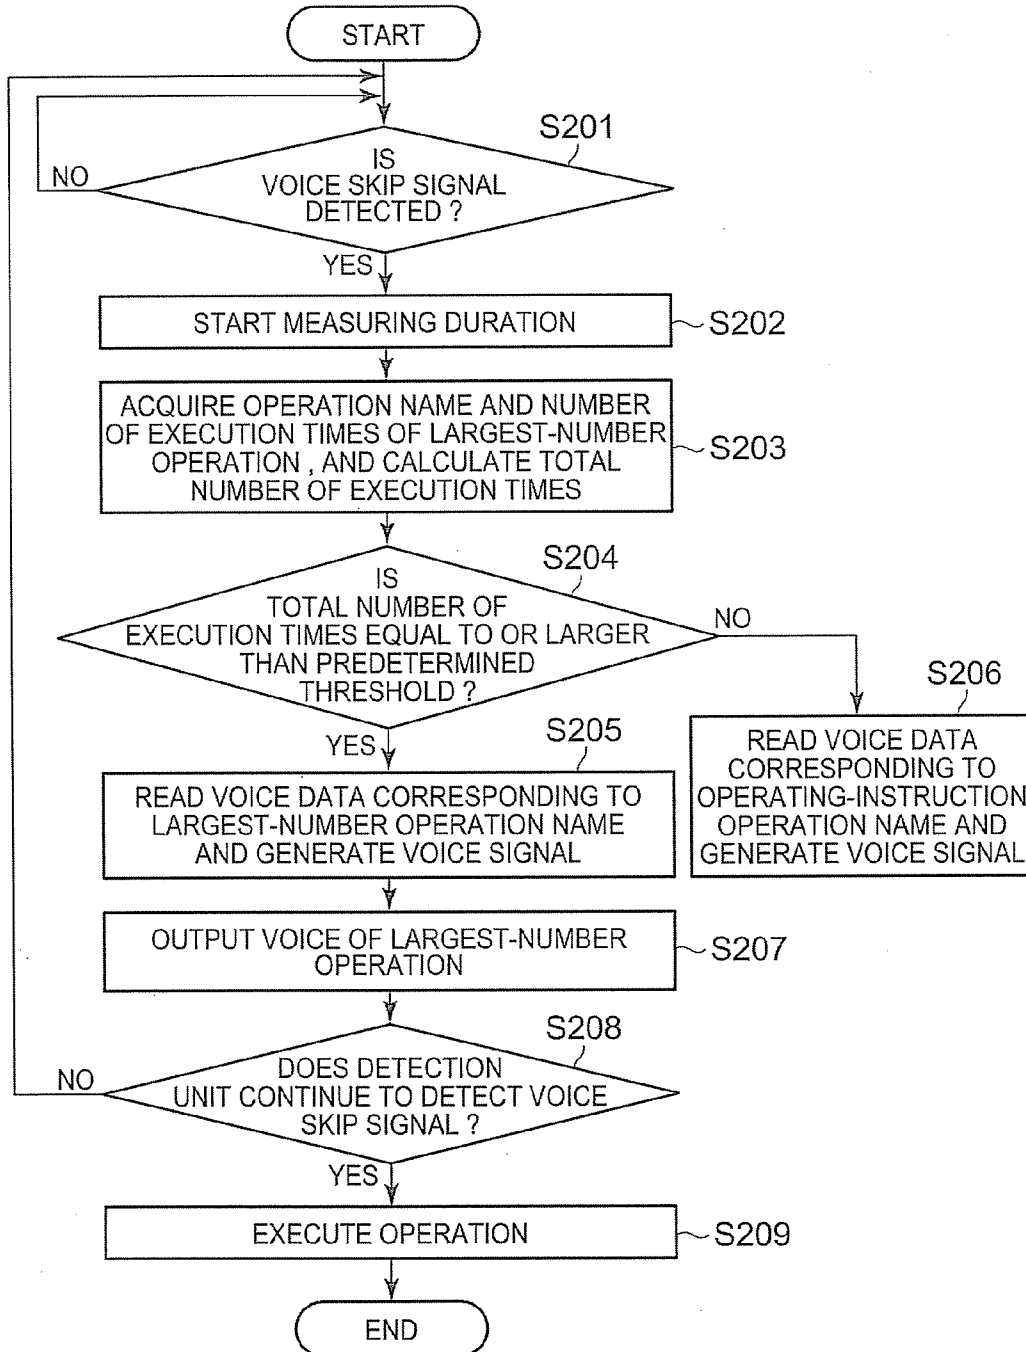 START
S201
IS
VOICE SKIP SIGNAL
DETECTED ?
NO
YES
START MEASURING DURATION
S202
ACQUIRE OPERATION NAME AND NUMBER
OF EXECUTION TIMES OF LARGEST-NUMBER
OPERATION , AND CALCULATE TOTAL
NUMBER OF EXECUTION TIMES
S203
S204
IS
TOTAL NUMBER OF
EXECUTION TIMES EQUAL TO OR LARGER
THAN PREDETERMINED
THRESHOLD ?
NO
YES
S205
READ VOICE DATA CORRESPONDING TO
LARGEST-NUMBER OPERATION NAME
AND GENERATE VOICE SIGNAL
S206
READ VOICE DATA
CORRESPONDING TO
OPERATING-INSTRUCTION
OPERATION NAME AND
GENERATE VOICE SIGNAL
OUTPUT VOICE OF LARGEST-NUMBER
OPERATION
S207
S208
DOES DETECTION
UNIT CONTINUE TO DETECT VOICE
SKIP SIGNAL ?
NO
YES
EXECUTE OPERATION
S209
END